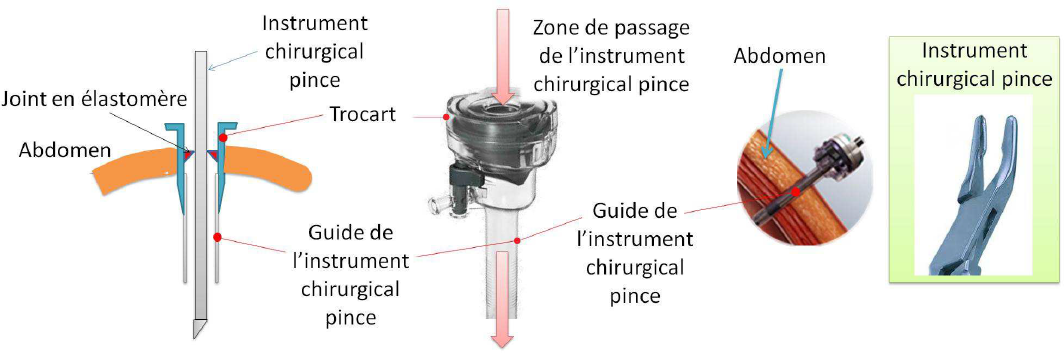 Instrument
chirurgical
pince
Joint en élastomère
Abdomen
Trocart
Guide de
l’instrument
chirurgical
pince
Zone de passage
de l’instrument
chirurgical pince
Abdomen
Guide de
l’instrument
chirurgical
pince
Instrument
chirurgical pince